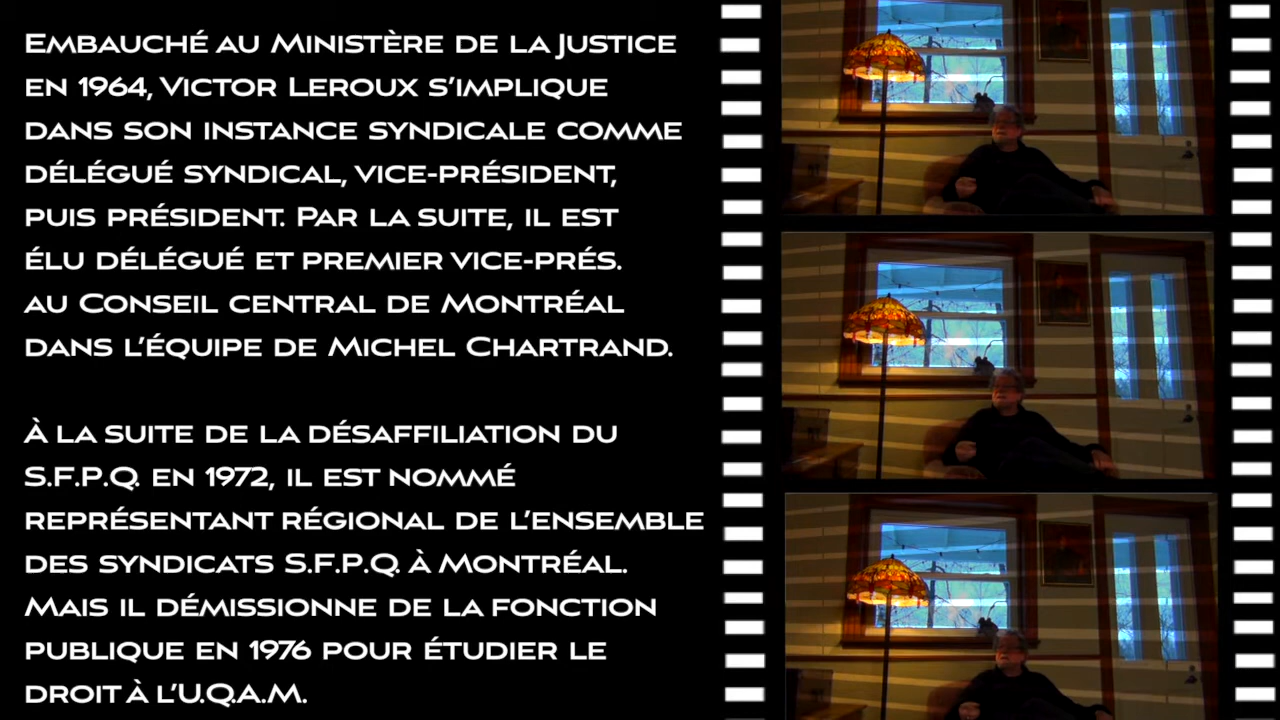 Embauché au Ministère de la Justice
en 1964, Victor Leroux s'implique
dans son instance syndicale comme
délégué syndical, vice-président,
puis président. Par la suite, il est
élu délégué et premier vice-prés.
au Conseil central de Montréal
dans l'équipe de Michel Chartrand.
À la suite de la désaffiliation du
S.F.P.Q. en 1972, il est nommé
représentant régional de l'ensemble
des syndicats S.F.P.Q. à Montréal.
Mais il démissionne de la fonction
publique en 1976 pour étudier le
droit à l'U.Q.A.M.